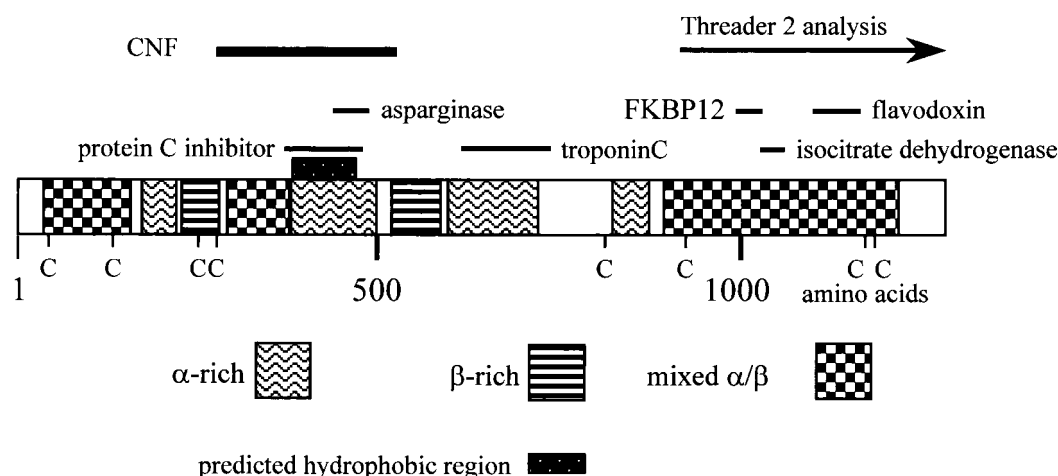 Threader 2 analysis
CNF
asparginase
FKBP12
flavodoxin
protein C inhibitor
troponinC
isocitrate dehydrogenase
C C C C C C C C
1 500 1000 amino acids
α-rich
β-rich
mixed α/β
predicted hydrophobic region